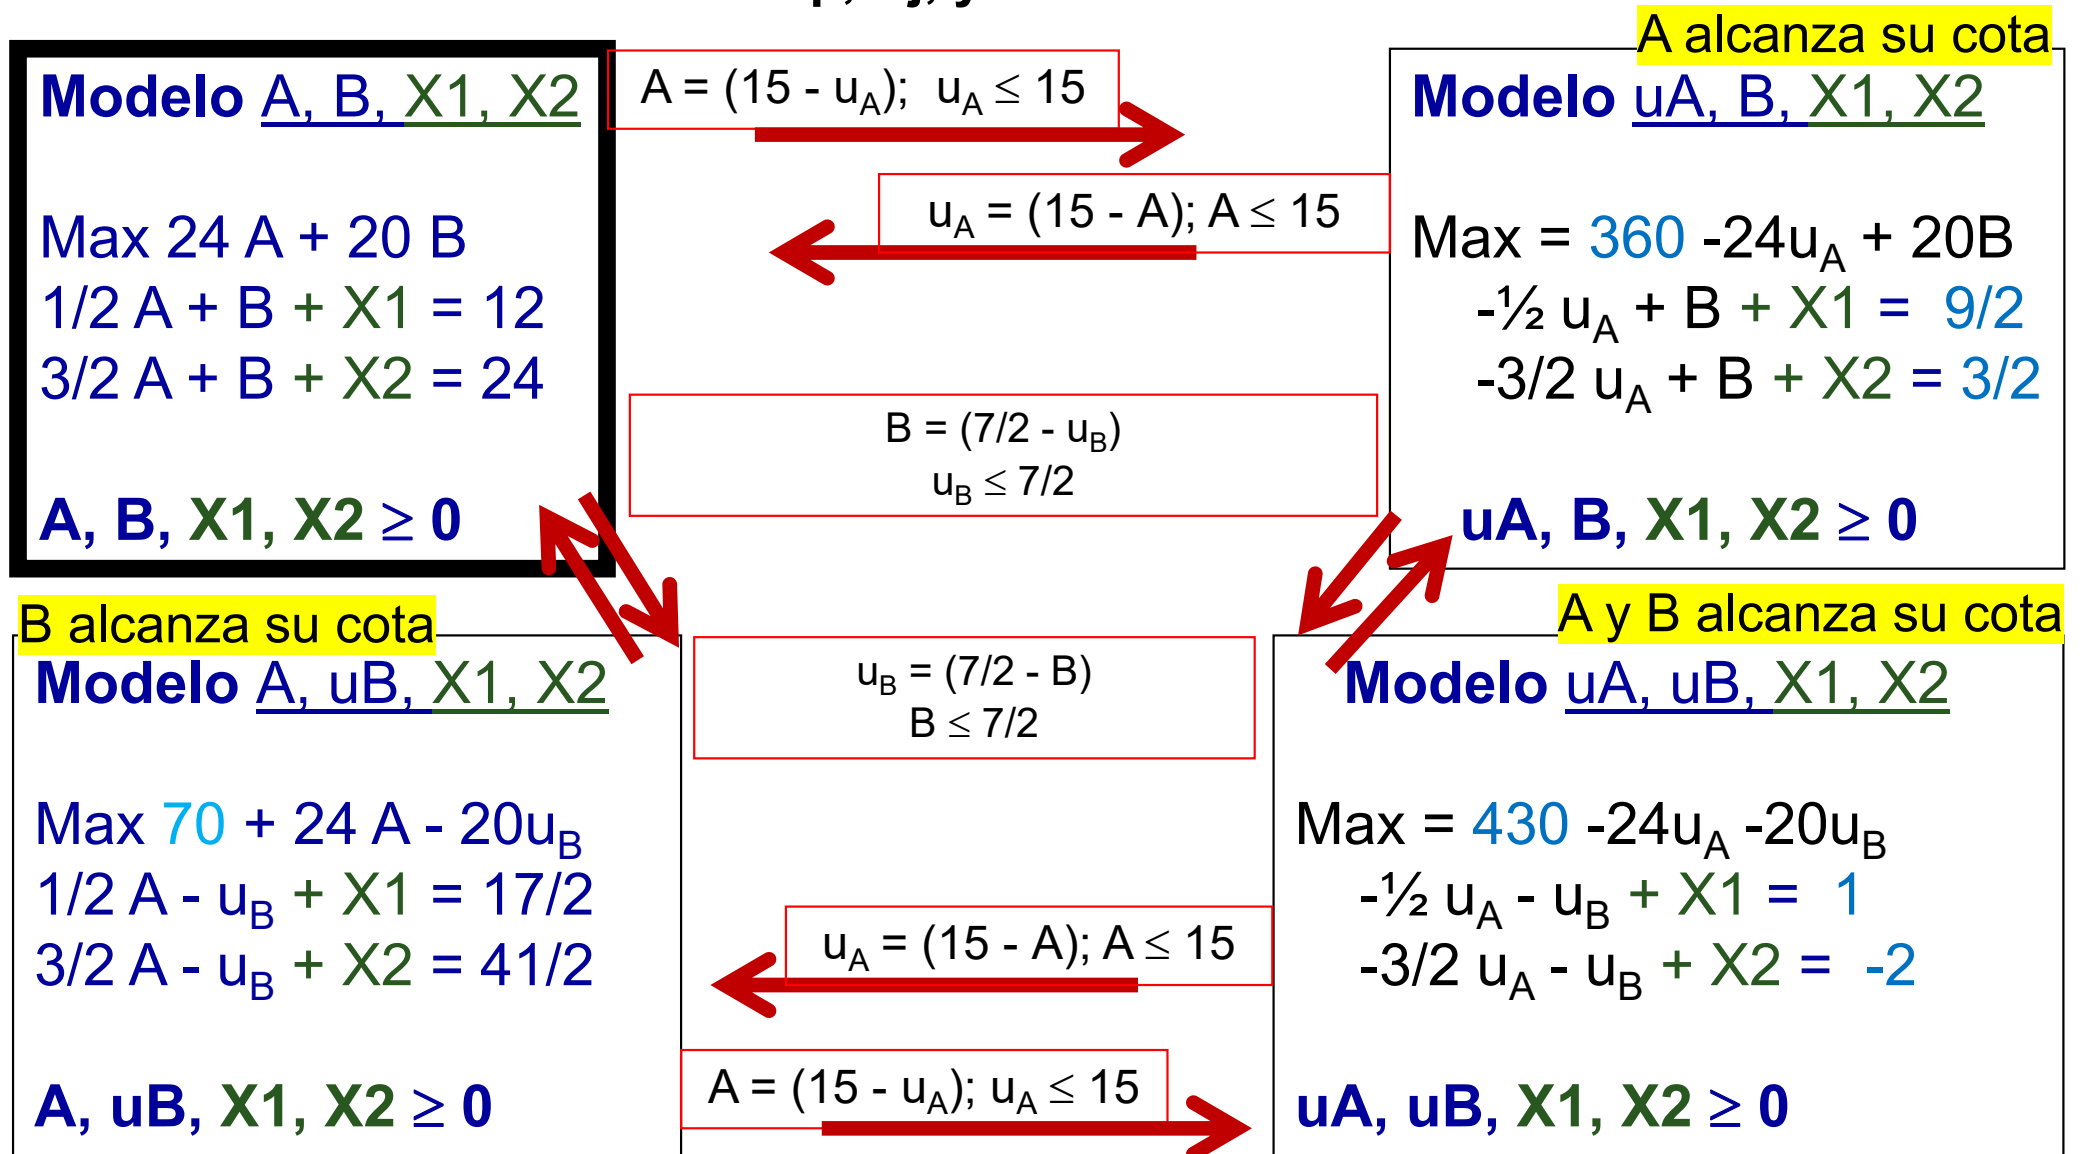 A alcanza su cota
Modelo A, B, X1, X2
Max 24 A + 20 B
1/2 A + B + X1 = 12
3/2 A + B + X2 = 24
A, B, X1, X2 ≥ 0
A = (15 - uA); uA ≤ 15
uA = (15 - A); A ≤ 15
Modelo uA, B, X1, X2
Max = 360 -24uA + 20B
-½ uA + B + X1 = 9/2
-3/2 uA + B + X2 = 3/2
uA, B, X1, X2 ≥ 0
B = (7/2 - uB)
uB ≤ 7/2
B alcanza su cota
Modelo A, uB, X1, X2
Max 70 + 24 A - 20uB
1/2 A - uB + X1 = 17/2
3/2 A - uB + X2 = 41/2
A, uB, X1, X2 ≥ 0
uB = (7/2 - B)
B ≤ 7/2
uA = (15 - A); A ≤ 15
A = (15 - uA); uA ≤ 15
A y B alcanza su cota
Modelo uA, uB, X1, X2
Max = 430 -24uA -20uB
-½ uA - uB + X1 = 1
-3/2 uA - uB + X2 = -2
uA, uB, X1, X2 ≥ 0